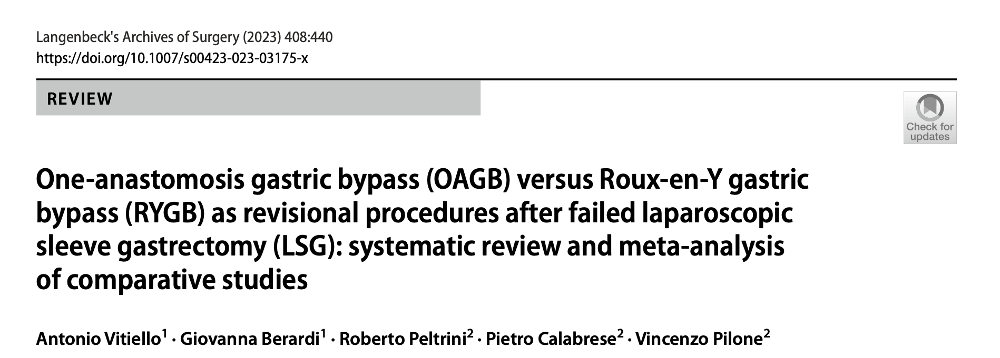 Langenbeck's Archives of Surgery (2023) 408:440
https://doi.org/10.1007/s00423-023-03175-x
REVIEW
Check for
updates
One-anastomosis gastric bypass (OAGB) versus Roux-en-Y gastric
bypass (RYGB) as revisional procedures after failed laparoscopic
sleeve gastrectomy (LSG): systematic review and meta-analysis
of comparative studies
Antonio Vitiello1 · Giovanna Berardi1 · Roberto Peltrini2 · Pietro Calabrese2 · Vincenzo Pilone2